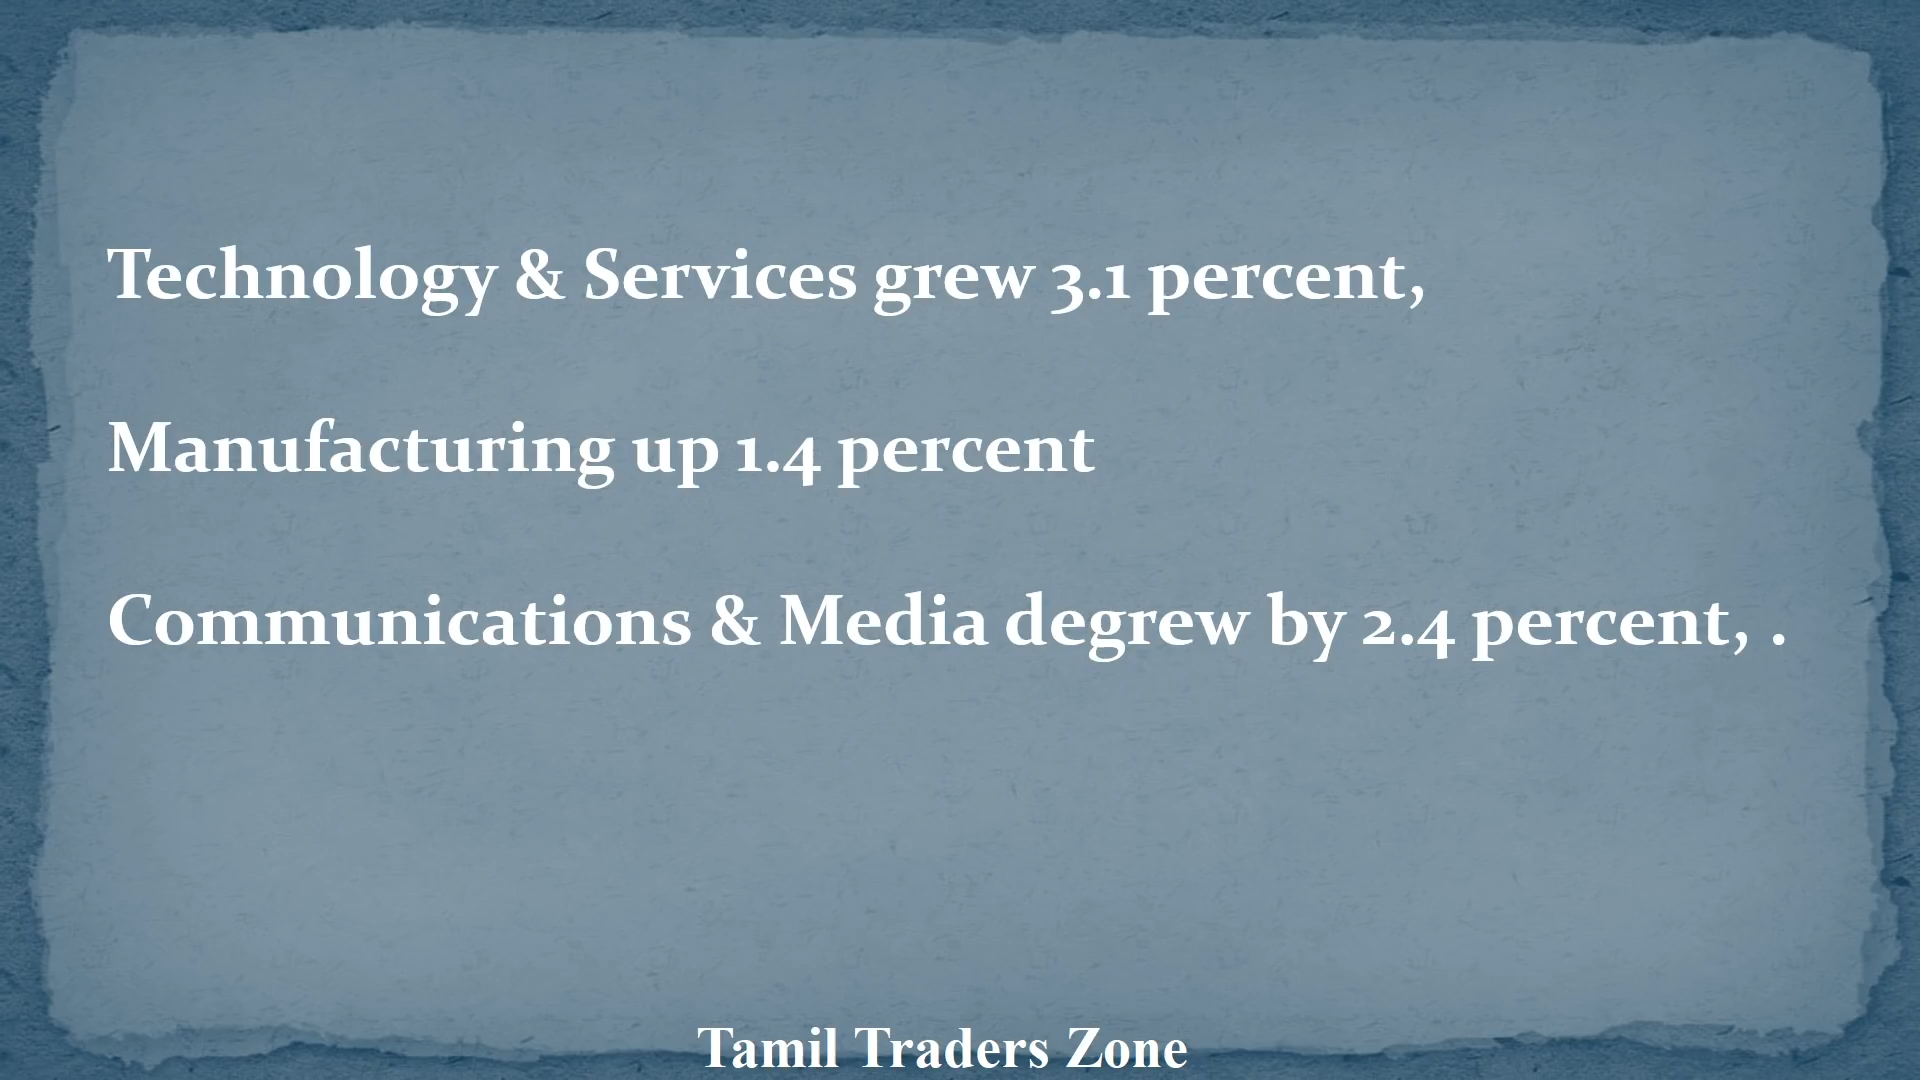 Technology & Services grew 3.1 percent,
Manufacturing up 1.4 percent
Communications & Media degrew by 2.4 percent, .
Tamil Traders Zone